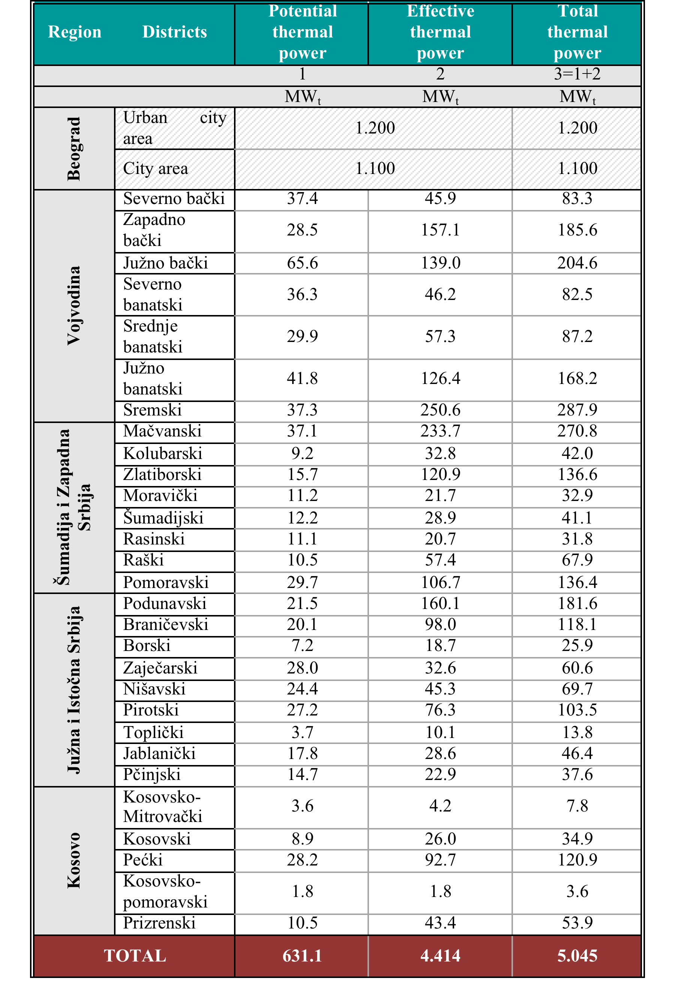 Region Districts Potential thermal power Effective thermal power Total thermal power
1 2 3=1+2
MWt MWt MWt
Beograd
Urban city area 1.200 1.200
City area 1.100 1.100
Vojvodina
Severno bački 37.4 45.9 83.3
Zapadno bački 28.5 157.1 185.6
Južno bački 65.6 139.0 204.6
Severno banatski 36.3 46.2 82.5
Srednje banatski 29.9 57.3 87.2
Južno banatski 41.8 126.4 168.2
Sremski 37.3 250.6 287.9
Šumadija i Zapadna Srbija
Mačvanski 37.1 233.7 270.8
Kolubarski 9.2 32.8 42.0
Zlatiborski 15.7 120.9 136.6
Moravički 11.2 21.7 32.9
Šumadijski 12.2 28.9 41.1
Rasinski 11.1 20.7 31.8
Raški 10.5 57.4 67.9
Pomoravski 29.7 106.7 136.4
Južna i Istočna Srbija
Podunavski 21.5 160.1 181.6
Braničevski 20.1 98.0 118.1
Borski 7.2 18.7 25.9
Zaječarski 28.0 32.6 60.6
Nišavski 24.4 45.3 69.7
Pirotski 27.2 76.3 103.5
Toplički 3.7 10.1 13.8
Jablanički 17.8 28.6 46.4
Pčinjski 14.7 22.9 37.6
Kosovo
Kosovsko-Mitrovački 3.6 4.2 7.8
Kosovski 8.9 26.0 34.9
Pećki 28.2 92.7 120.9
Kosovsko-pomoravski 1.8 1.8 3.6
Prizrenski 10.5 43.4 53.9
TOTAL 631.1 4.414 5.045